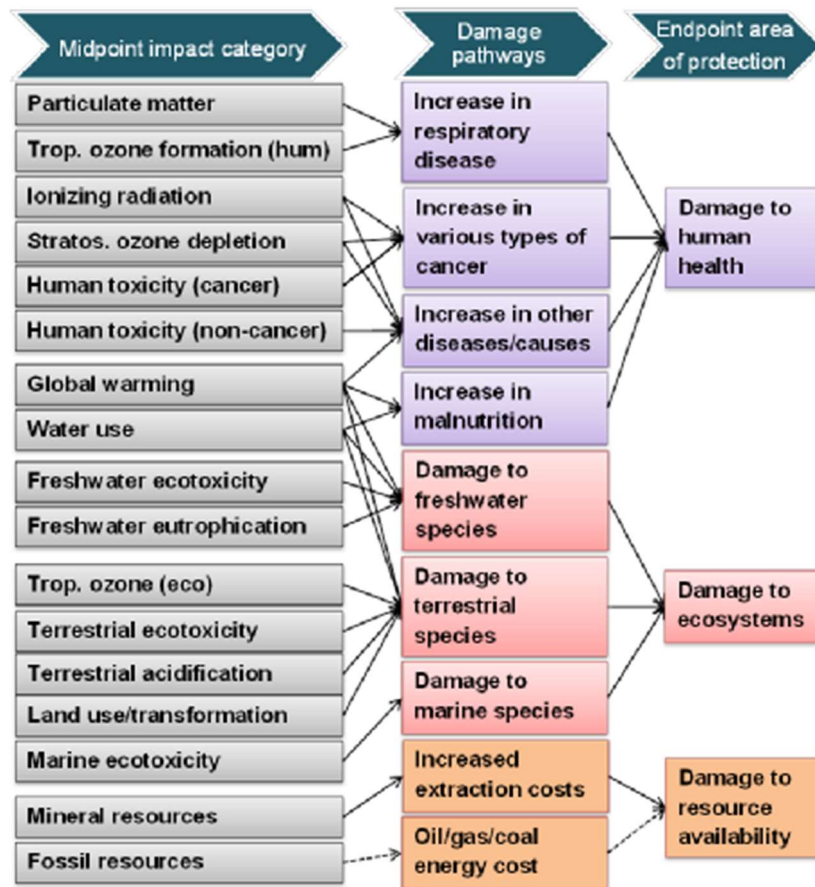 Midpoint impact category
Damage
pathways
Endpoint area
of protection
Particulate matter
Trop. ozone formation (hum)
Ionizing radiation
Stratos. ozone depletion
Human toxicity (cancer)
Human toxicity (non-cancer)
Global warming
Water use
Freshwater ecotoxicity
Freshwater eutrophication
Trop. ozone (eco)
Terrestrial ecotoxicity
Terrestrial acidification
Land use/transformation
Marine ecotoxicity
Mineral resources
Fossil resources
Increase in
respiratory
disease
Increase in
various types of
cancer
Increase in other
diseases/causes
Increase in
malnutrition
Damage to
freshwater
species
Damage to
terrestrial
species
Damage to
marine species
Increased
extraction costs
Oil/gas/coal
energy cost
Damage to
human
health
Damage to
ecosystems
Damage to
resource
availability